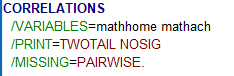 CORRELATIONS
/VARIABLES=mathhome mathach
/PRINT=TWOTAIL NOSIG
/MISSING=PAIRWISE.